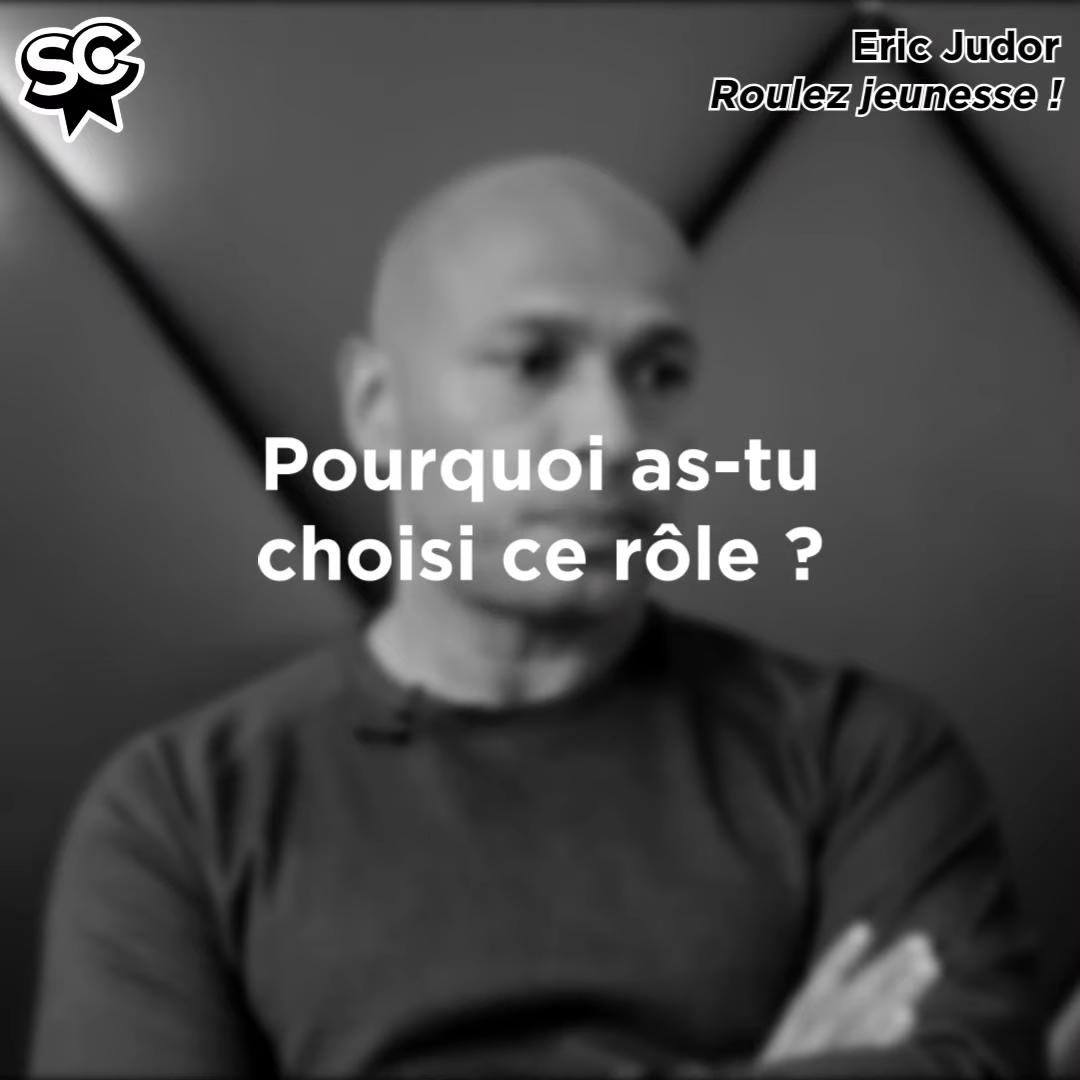 SC
Eric Judor
Roulez jeunesse !
Pourquoi as-tu
choisi ce rôle ?